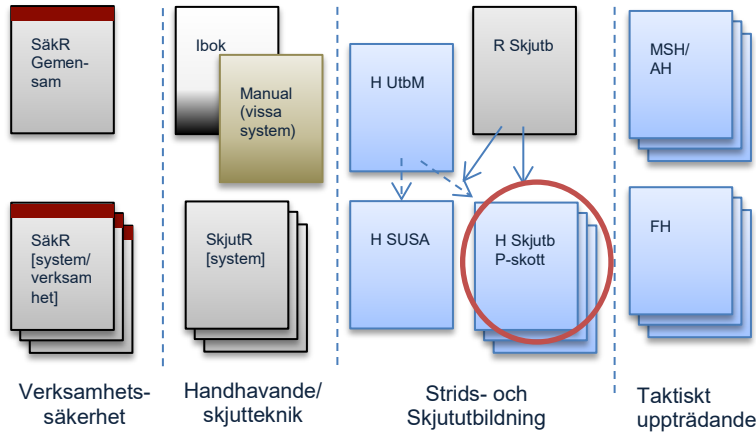 SäkR
Gemen-
sam
Ibok
Manual
(vissa
system)
H UtbM
R Skjutb
MSH/
AH
SäkR
[system/
verksam
het]
SkjutR
[system]
H SUSA
H Skjutb
P-skott
FH
Verksamhets-
säkerhet
Handhavande/
skjutteknik
Strids- och
Skjututbildning
Taktiskt
uppträdande